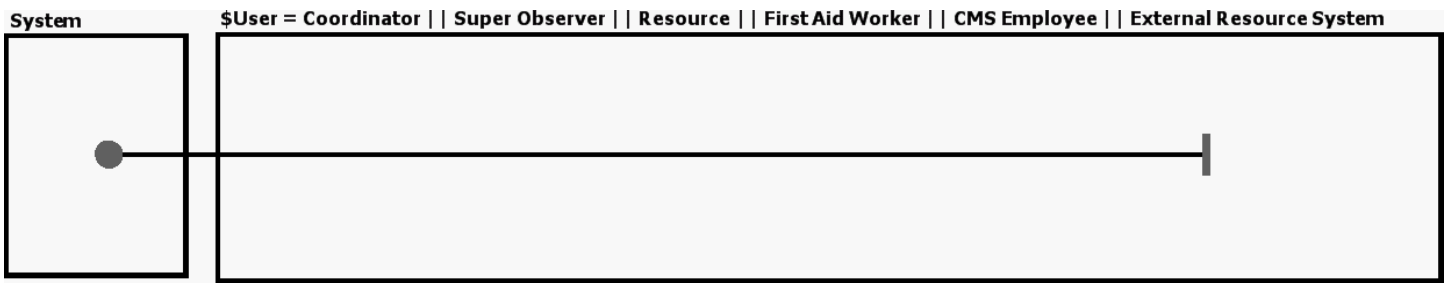 System
$User = Coordinator || Super Observer || Resource || First Aid Worker || CMS Employee || External Resource System